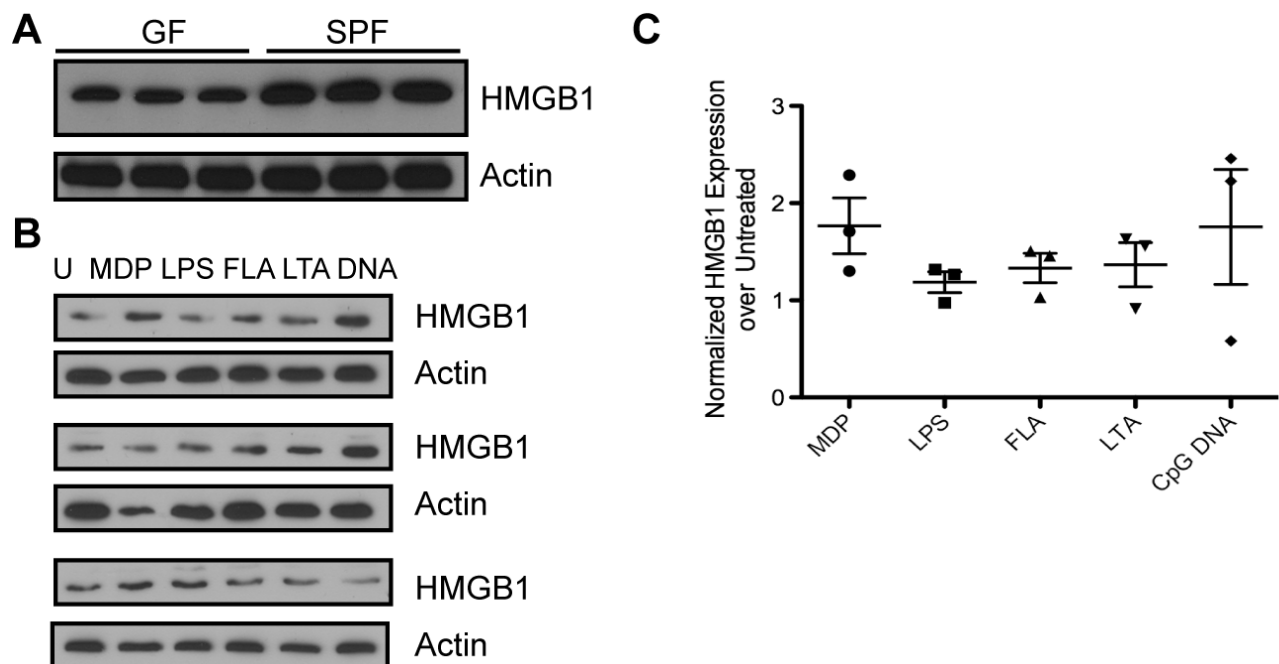 A
GF SPF
HMGB1
Actin
B
U MDP LPS FLA LTA DNA
HMGB1
Actin
HMGB1
Actin
HMGB1
Actin
C
Normalized HMGB1 Expression
over Untreated
3
2
1
0
MDP
LPS
FLA
LTA
CpG DNA